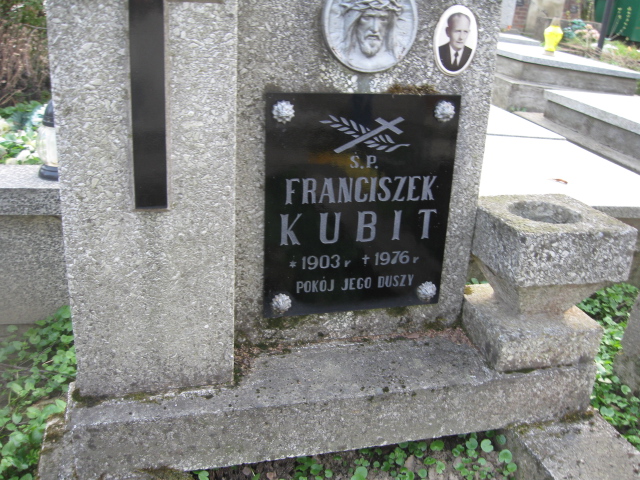 Ś.P.
FRANCISZEK
KUBIT
* 1903 r + 1976 r
POKÓJ JEGO DUSZY